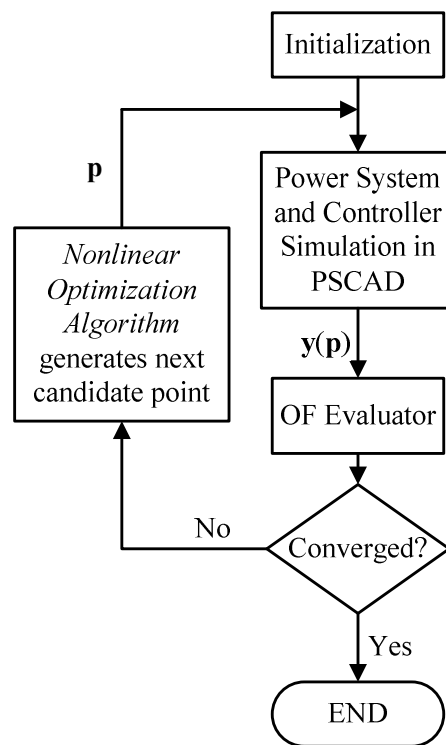 Initialization
p
Power System
and Controller
Simulation in
PSCAD
Nonlinear
Optimization
Algorithm
generates next
candidate point
y(p)
OF Evaluator
No
Converged?
Yes
END